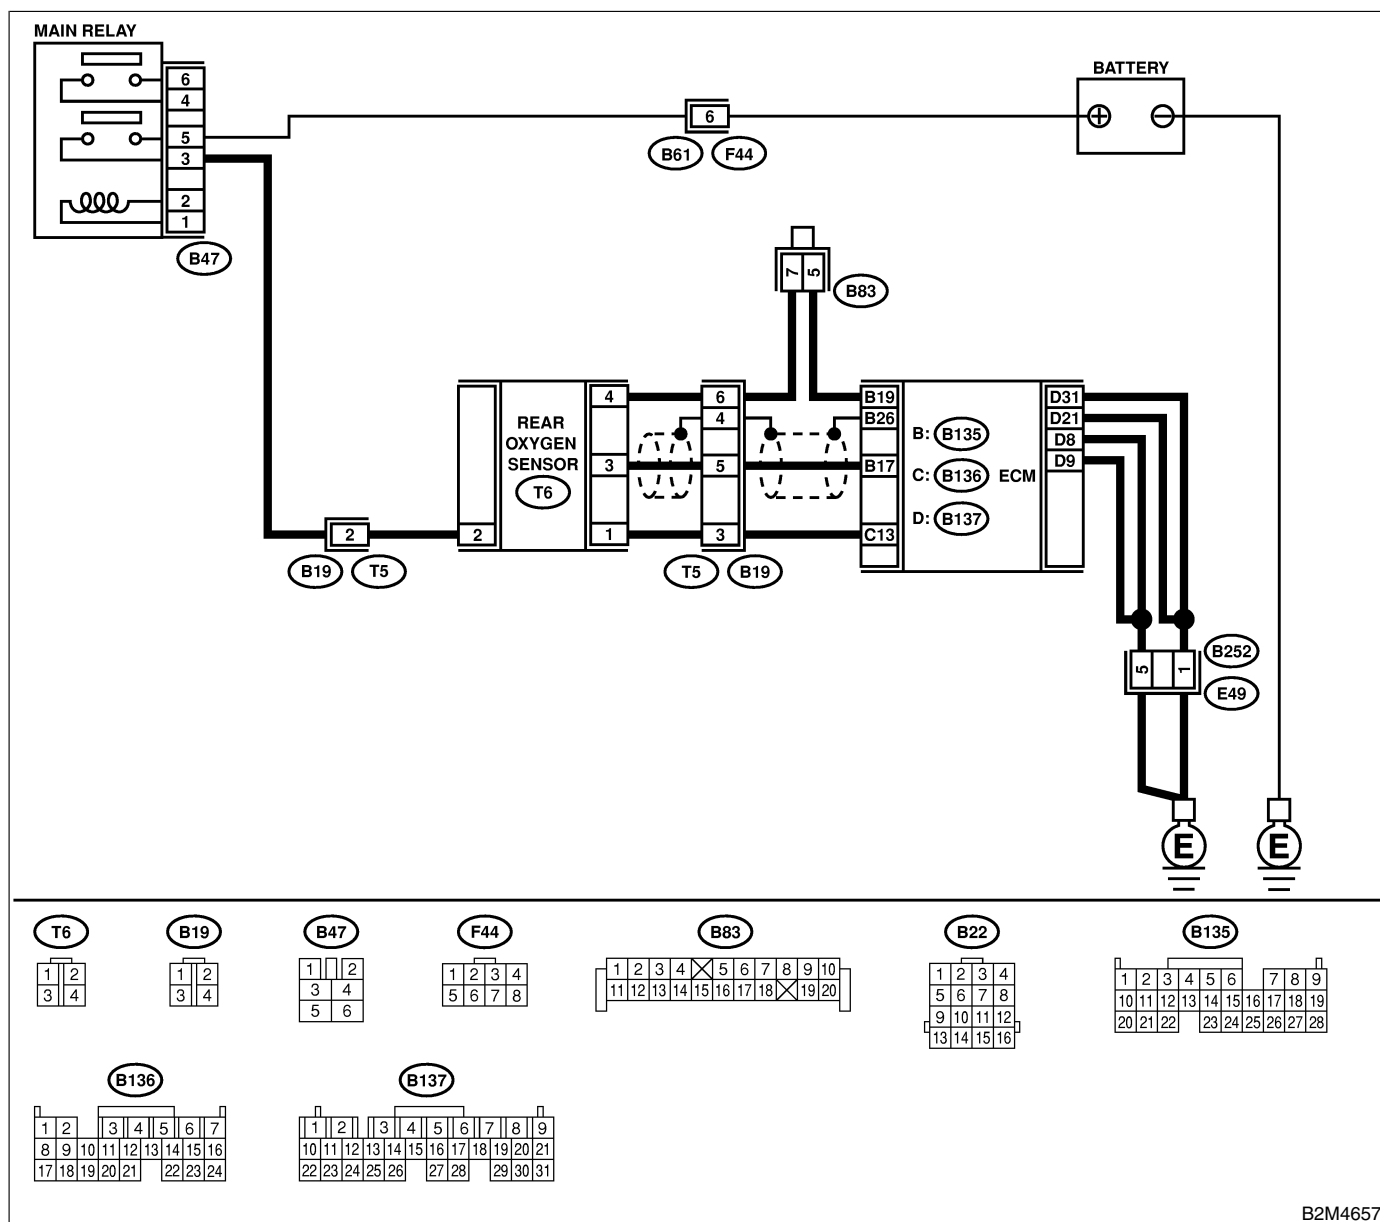 MAIN RELAY
6
4
5
3
2
1
B47
6
B61 F44
BATTERY
+ −
7 5
B83
2
REAR
OXYGEN
SENSOR
T6
4
3
1
6
4
5
3
B19
B26
B17
C13
B: B135
C: B136
D: B137
ECM
D31
D21
D8
D9
2
B19 T5
T5 B19
5 1
B252
E49
E E
T6 B19 B47 F44 B83 B22 B135
T6
1 2
3 4
B19
1 2
3 4
B47
1 2
3 4
5 6
F44
1 2 3 4
5 6 7 8
B83
1 2 3 4 5 6 7 8 9 10
11 12 13 14 15 16 17 18 19 20
B22
1 2 3 4
5 6 7 8
9 10 11 12
13 14 15 16
B135
1 2 3 4 5 6 7 8 9
10 11 12 13 14 15 16 17 18 19
20 21 22 23 24 25 26 27 28
B136
1 2 3 4 5 6 7
8 9 10 11 12 13 14 15 16
17 18 19 20 21 22 23 24
B137
1 2 3 4 5 6 7 8 9
10 11 12 13 14 15 16 17 18 19 20 21
22 23 24 25 26 27 28 29 30 31
B2M4657